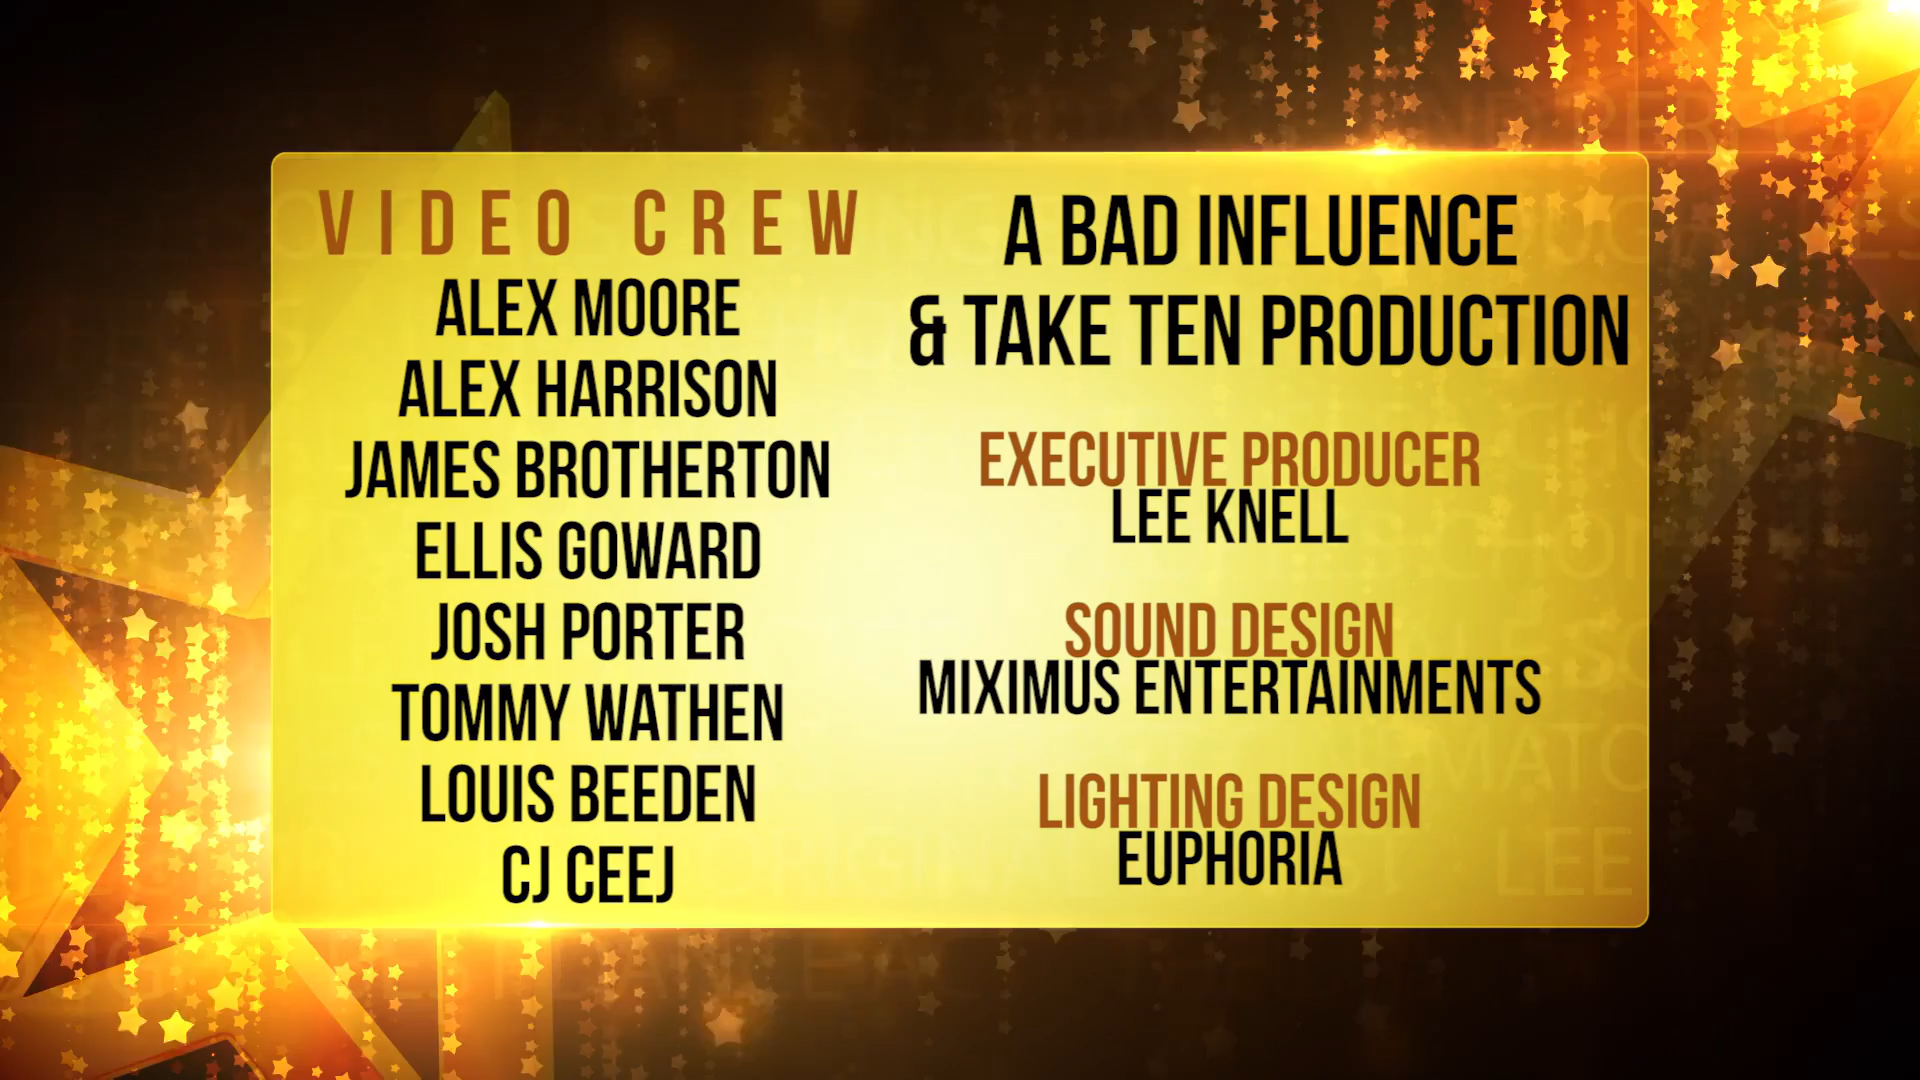 VIDEO CREW
ALEX MOORE
ALEX HARRISON
JAMES BROTHERTON
ELLIS GOWARD
JOSH PORTER
TOMMY WATHEN
LOUIS BEEDEN
CJ CEEJ
A BAD INFLUENCE
& TAKE TEN PRODUCTION
EXECUTIVE PRODUCER
LEE KNELL
SOUND DESIGN
MIXIMUS ENTERTAINMENTS
LIGHTING DESIGN
EUPHORIA